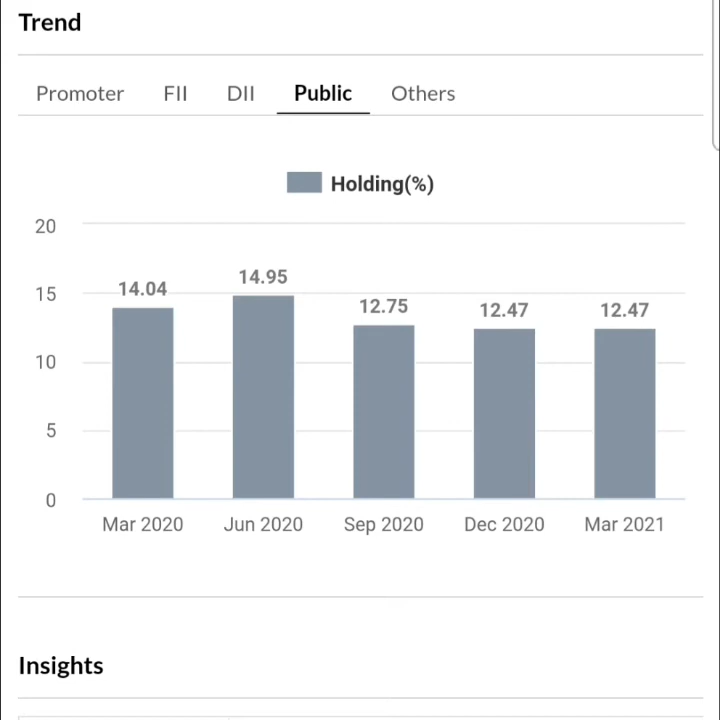 Trend
Promoter FII DII Public Others
Holding(%)
20
15
10
5
0
14.04 14.95 12.75 12.47 12.47
Mar 2020 Jun 2020 Sep 2020 Dec 2020 Mar 2021
Insights